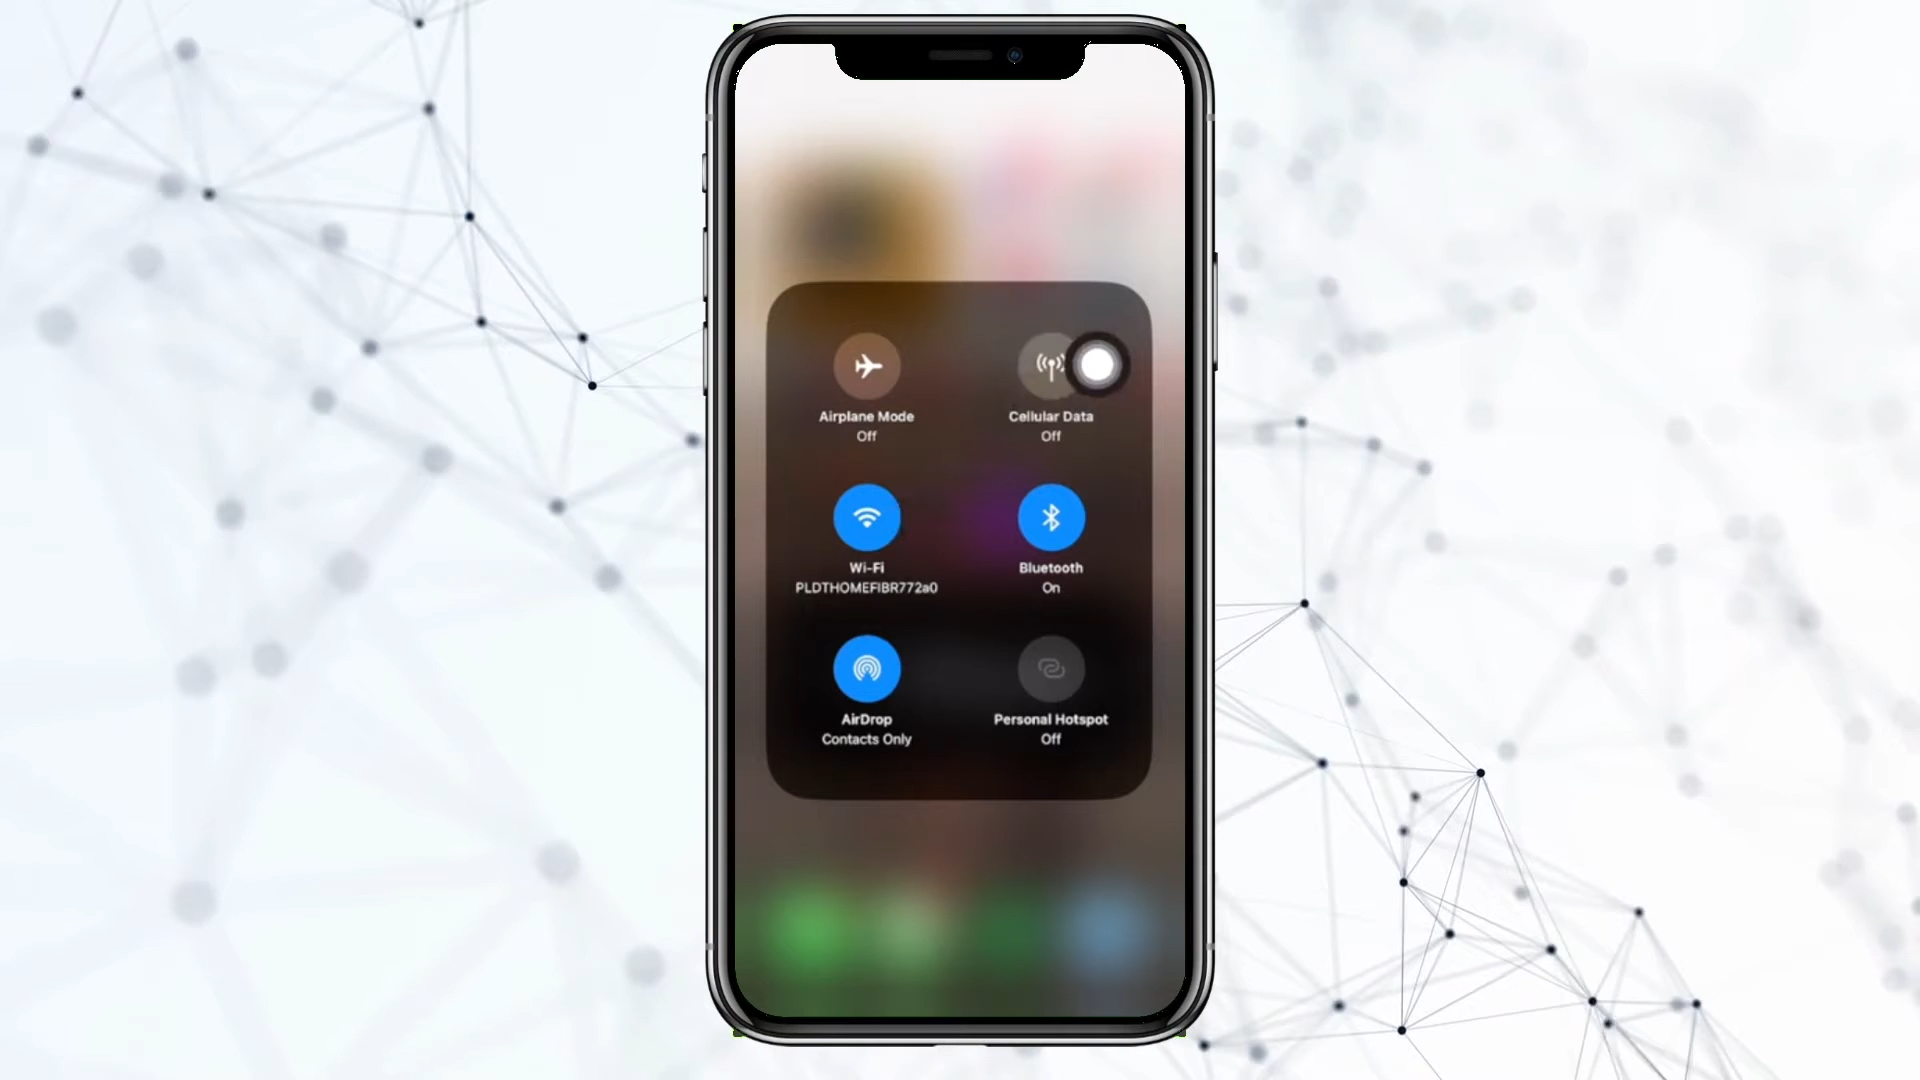 Airplane Mode
Off
Cellular Data
Off
Wi-Fi
PLDTHOMEFIBR772a0
Bluetooth
On
AirDrop
Contacts Only
Personal Hotspot
Off